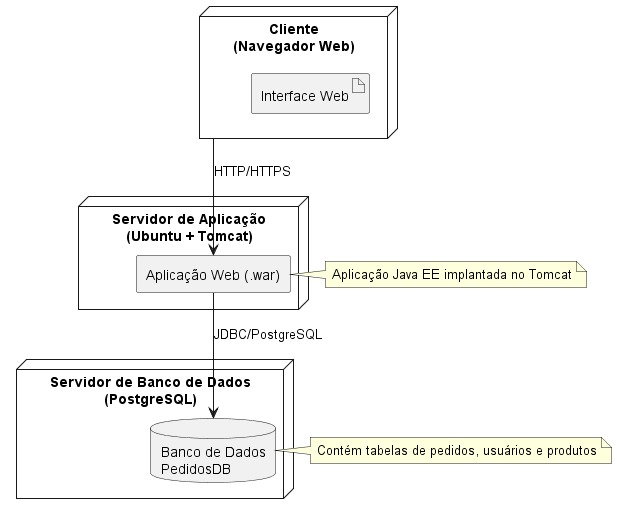 Cliente
(Navegador Web)
Interface Web
HTTP/HTTPS
Servidor de Aplicação
(Ubuntu + Tomcat)
Aplicação Web (.war)
Aplicação Java EE implantada no Tomcat
JDBC/PostgreSQL
Servidor de Banco de Dados
(PostgreSQL)
Banco de Dados
PedidosDB
Contém tabelas de pedidos, usuários e produtos